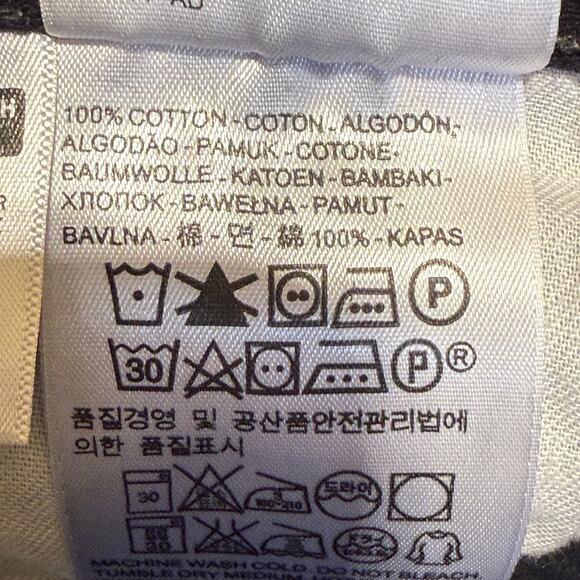 100% COTTON - COTON - ALGODÓN -
ALGODÃO - PAMUK - COTONE -
BAUMWOLLE - KATOEN - BAMBAKI -
ХЛОПОК - BAWEŁNA - PAMUT -
BAVLNA - 棉 - 면 - 綿 100% - KAPAS
P
30 P®
품질경영 및 공산품안전관리법에
의한 품질표시
30 180-210 드라이
MACHINE WASH COLD DO NOT BLEACH
TUMBLE DRY MEDIUM